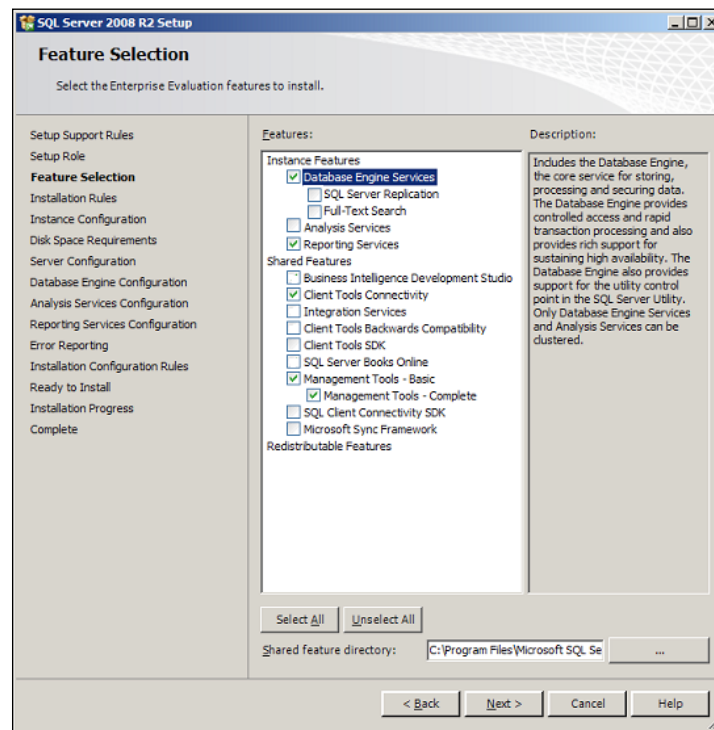 SQL Server 2008 R2 Setup
Feature Selection
Select the Enterprise Evaluation features to install.
Setup Support Rules
Setup Role
Feature Selection
Installation Rules
Instance Configuration
Disk Space Requirements
Server Configuration
Database Engine Configuration
Analysis Services Configuration
Reporting Services Configuration
Error Reporting
Installation Configuration Rules
Ready to Install
Installation Progress
Complete
Features:
Instance Features
Database Engine Services
SQL Server Replication
Full-Text Search
Analysis Services
Reporting Services
Shared Features
Business Intelligence Development Studio
Client Tools Connectivity
Integration Services
Client Tools Backwards Compatibility
Client Tools SDK
SQL Server Books Online
Management Tools - Basic
Management Tools - Complete
SQL Client Connectivity SDK
Microsoft Sync Framework
Redistributable Features
Description:
Includes the Database Engine,
the core service for storing,
processing and securing data.
The Database Engine provides
controlled access and rapid
transaction processing and also
provides rich support for
sustaining high availability. The
Database Engine also provides
support for the utility control
point in the SQL Server Utility.
Only Database Engine Services
and Analysis Services can be
clustered.
Select All
Unselect All
Shared feature directory:
C:\Program Files\Microsoft SQL Se
...
< Back
Next >
Cancel
Help